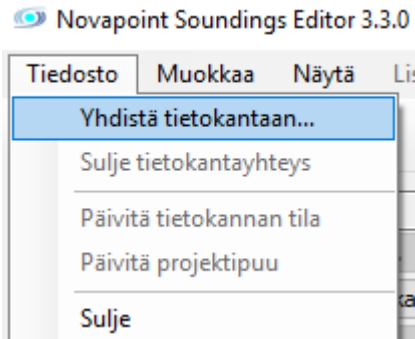 Novapoint Soundings Editor 3.3.0
Tiedosto Muokkaa Näytä
Yhdistä tietokantaan...
Sulje tietokantayhteys
Päivitä tietokannan tila
Päivitä projektipuu
Sulje